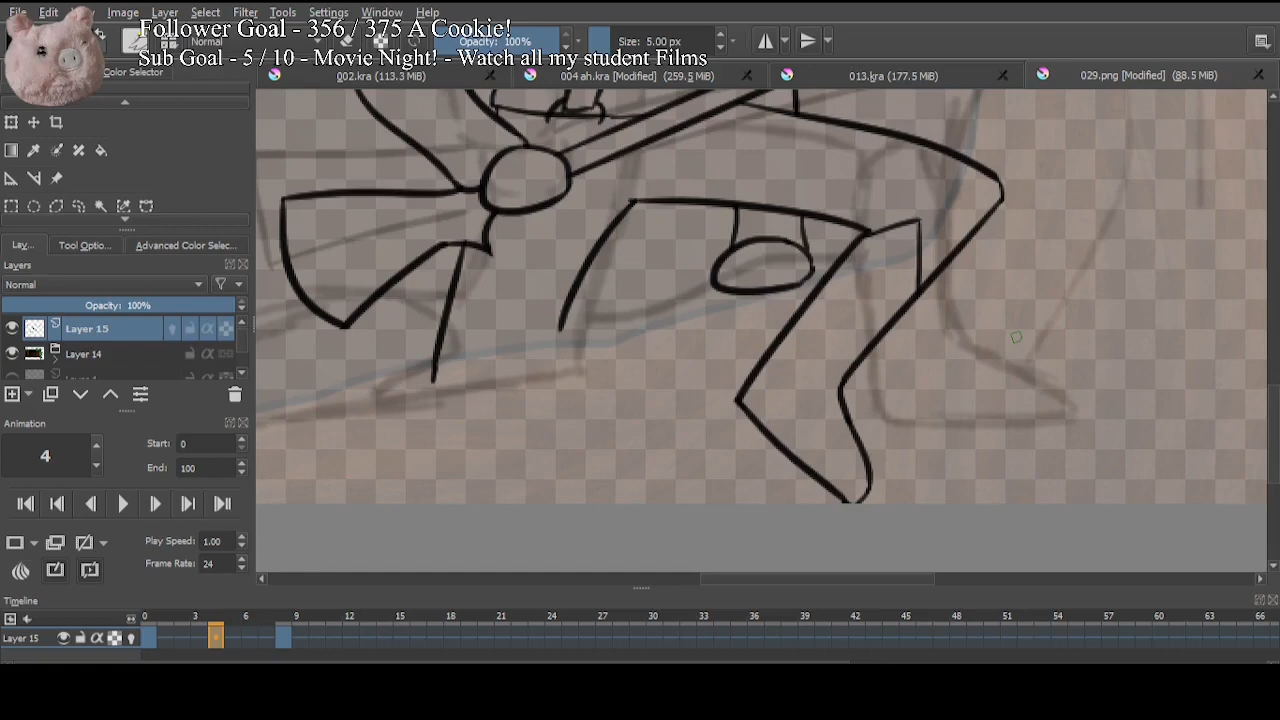 File Edit View Image Layer Select Filter Tools Settings Window Help
Follower Goal - 356 / 375 A Cookie!
Normal Opacity: 100% Size: 5.00 px
Sub Goal - 5 / 10 - Movie Night! - Watch all my student Films
Color Selector
002.kra (113.3 MB) 004 ah.kra [Modified] (259.5 MiB) 013.kra (177.5 MiB) 029.png [Modified] (88.5 MiB)
Lay... Tool Optio... Advanced Color Selec...
Layers
Normal
Opacity: 100%
Layer 15
Layer 14
Animation
4 Start: 0
End: 100
Play Speed: 1.00
Frame Rate: 24
Timeline
0 3 6 9 12 15 18 21 24 27 30 33 36 39 42 45 48 51 54 57 60 63 66
Layer 15